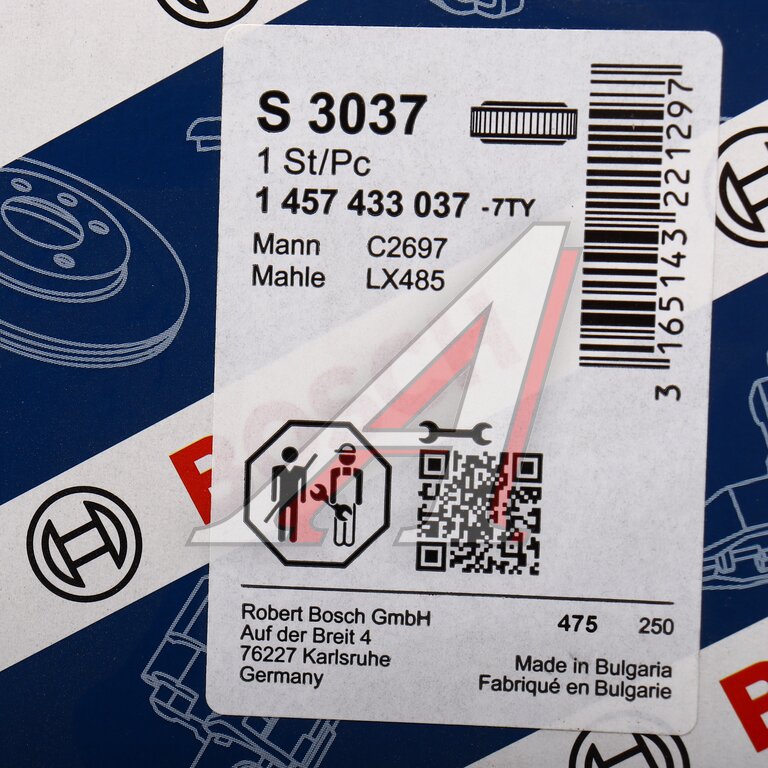 S 3037
1 St/Pc
1 457 433 037 -7TY
Mann C2697
Mahle LX485
3 165143 221297
BOSCH
Robert Bosch GmbH
Auf der Breit 4
76227 Karlsruhe
Germany
475 250
Made in Bulgaria
Fabriqué en Bulgarie